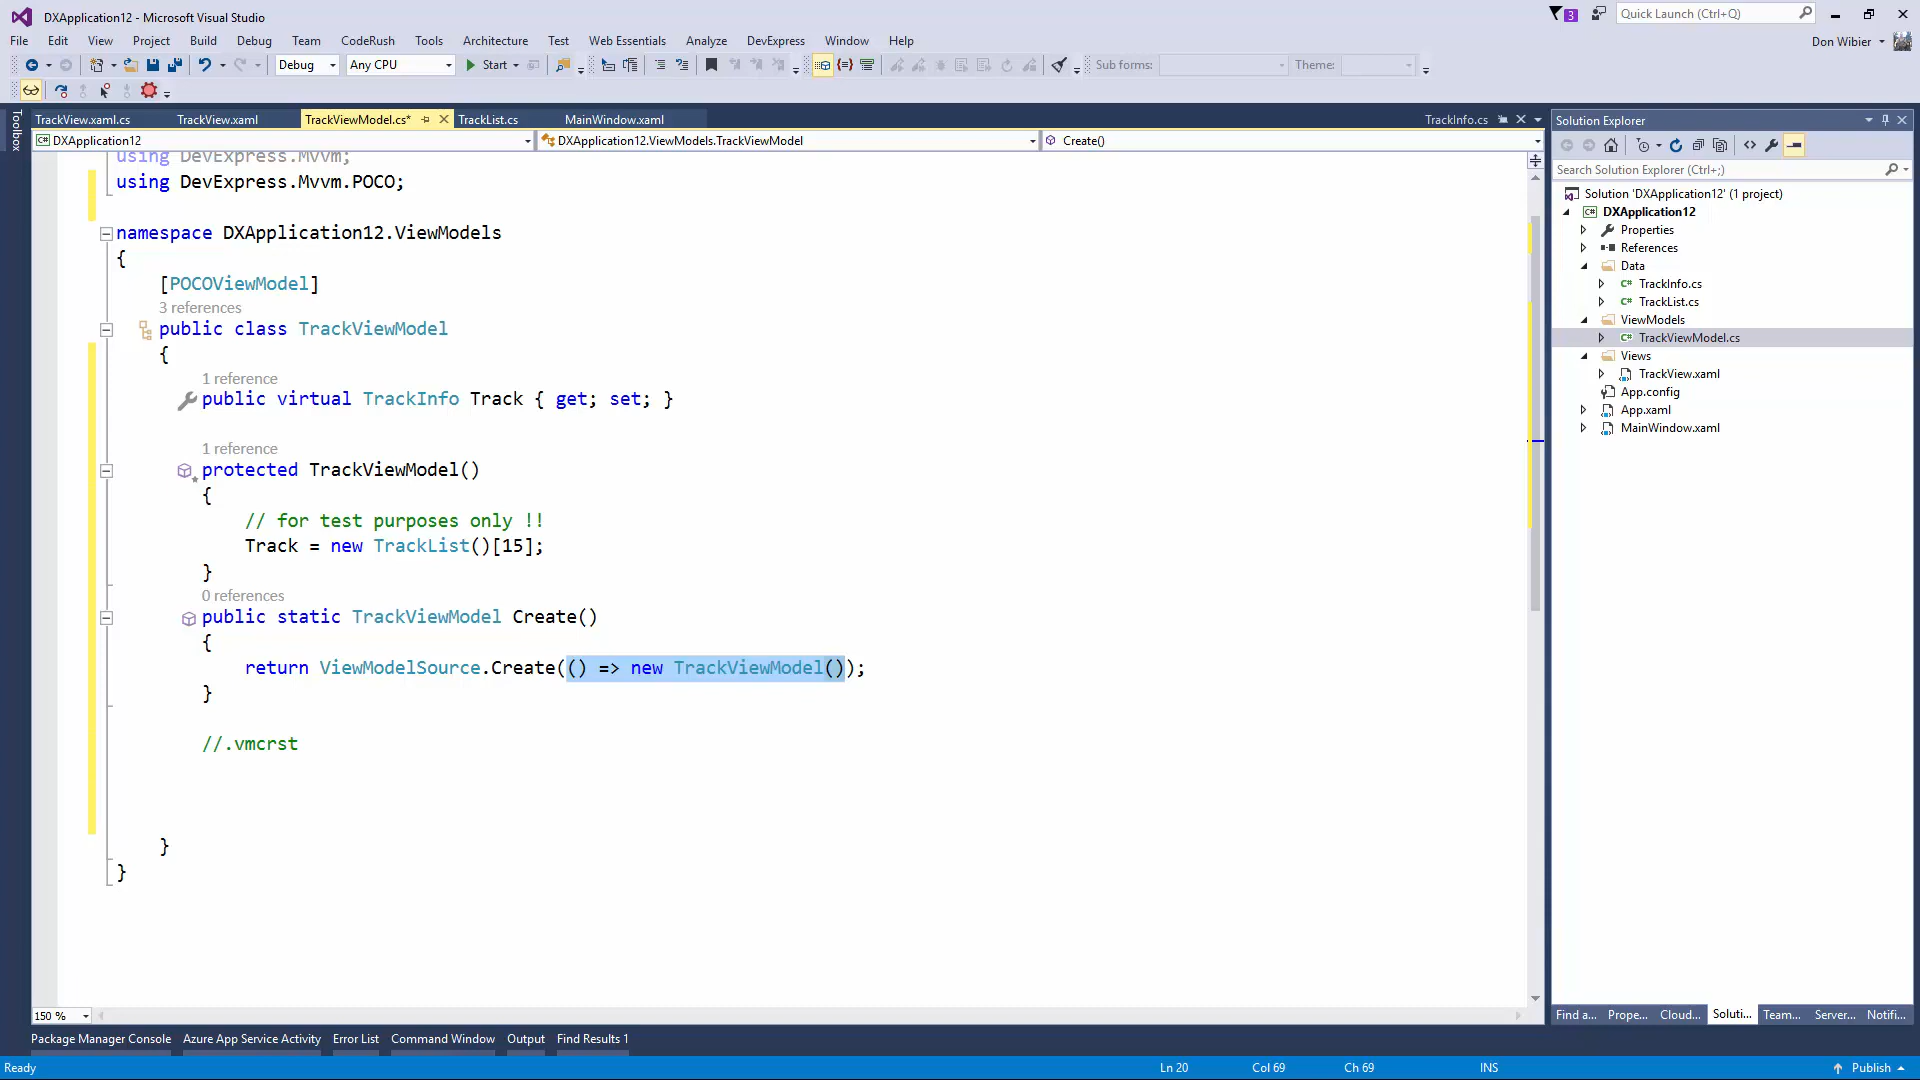 DXApplication12 - Microsoft Visual Studio
3
Quick Launch (Ctrl+Q)
File Edit View Project Build Debug Team CodeRush Tools Architecture Test Web Essentials Analyze DevExpress Window Help
Don Wibier
Debug Any CPU Start Sub forms: Theme:
Toolbox
TrackView.xaml.cs TrackView.xaml TrackViewModel.cs* TrackList.cs MainWindow.xaml TrackInfo.cs
DXApplication12 DXApplication12.ViewModels.TrackViewModel Create()
using DevExpress.Mvvm;
using DevExpress.Mvvm.POCO;
namespace DXApplication12.ViewModels
{
[POCOViewModel]
3 references
public class TrackViewModel
{
1 reference
public virtual TrackInfo Track { get; set; }
1 reference
protected TrackViewModel()
{
// for test purposes only !!
Track = new TrackList()[15];
}
0 references
public static TrackViewModel Create()
{
return ViewModelSource.Create(() => new TrackViewModel());
}
//.vmcrst
}
}
150 %
Solution Explorer
Search Solution Explorer (Ctrl+;)
Solution 'DXApplication12' (1 project)
C# DXApplication12
Properties
References
Data
C# TrackInfo.cs
C# TrackList.cs
ViewModels
C# TrackViewModel.cs
Views
TrackView.xaml
App.config
App.xaml
MainWindow.xaml
Find a... Prope... Cloud... Soluti... Team... Server... Notifi...
Package Manager Console Azure App Service Activity Error List Command Window Output Find Results 1
Ready Ln 20 Col 69 Ch 69 INS Publish